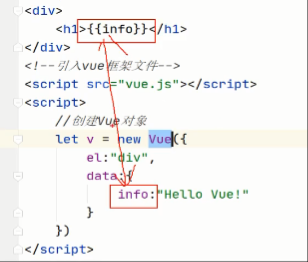 <div>
<h1>{{info}}</h1>
</div>
<!--引入vue框架文件-->
<script src="vue.js"></script>
<script>
//创建Vue对象
let v = new Vue({
el:"div",
data:{
info:"Hello Vue!"
}
})
</script>